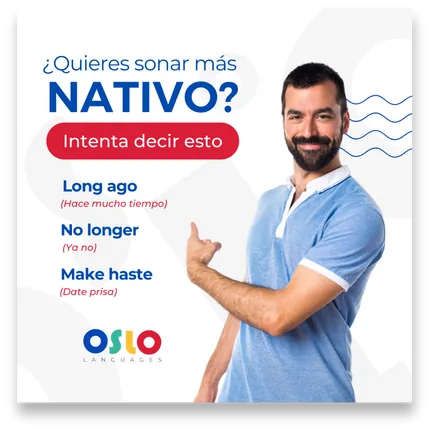 ¿Quieres sonar más
NATIVO?
Intenta decir esto
Long ago
(Hace mucho tiempo)
No longer
(Ya no)
Make haste
(Date prisa)
OSLO
LANGUAGES